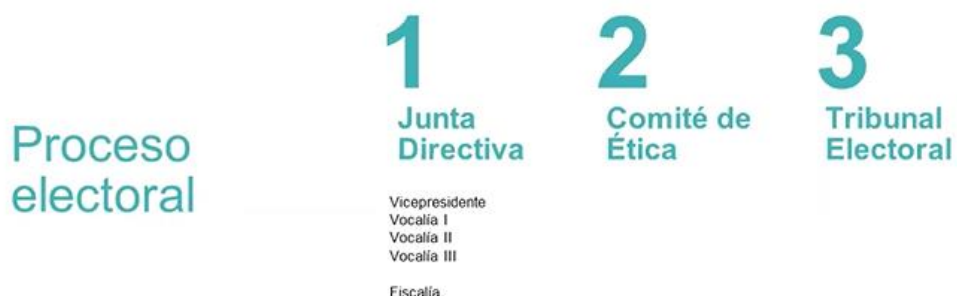 Proceso
electoral
1
Junta
Directiva
Vicepresidente
Vocalía I
Vocalía II
Vocalía III
Fiscalía
2
Comité de
Ética
3
Tribunal
Electoral